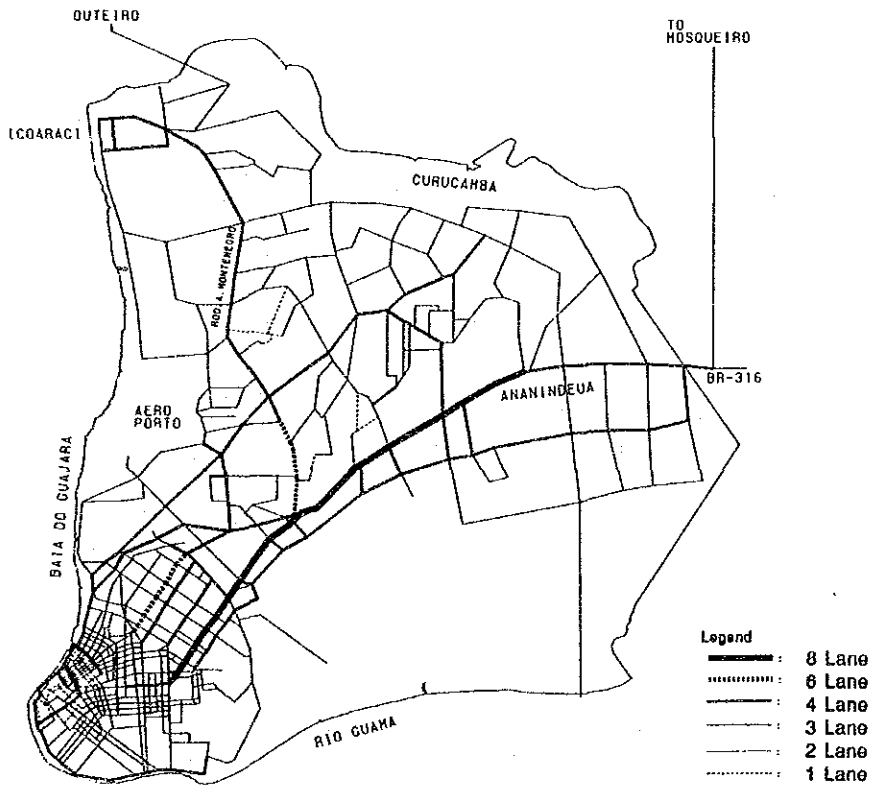 OUTEIRO
TO
MOSQUEIRO
ICOARACI
CURUCAMBA
ROD.A.MONTENEGRO
BR-316
ANANINDEUA
AERO
PORTO
BAIA DO GUAJARA
RIO GUAMA
Legend
: 8 Lane
: 6 Lane
: 4 Lane
: 3 Lane
: 2 Lane
: 1 Lane